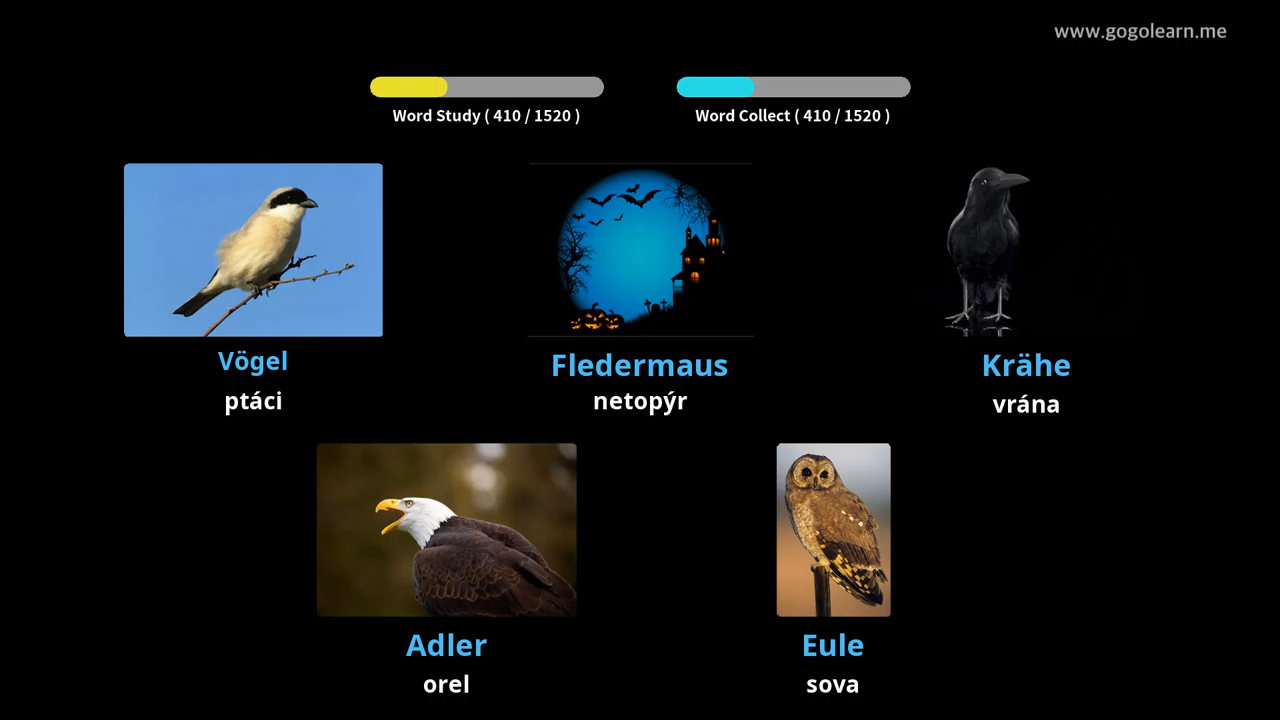 www.gogolearn.me
Word Study ( 410 / 1520 )
Word Collect ( 410 / 1520 )
Vögel
ptáci
Fledermaus
netopýr
Krähe
vrána
Adler
orel
Eule
sova